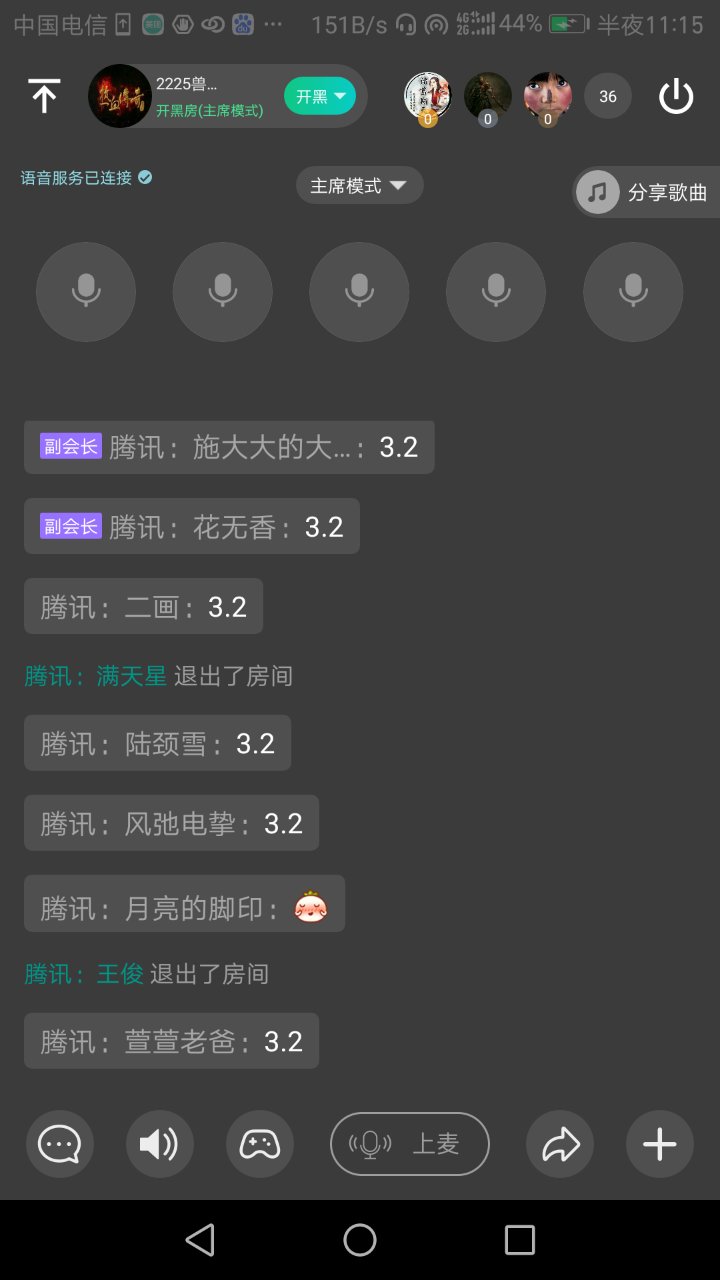 中国电信 151B/s 4G 2G 44% 半夜11:15
2225兽...
开黑房(主席模式)
开黑
0 0 0
36
语音服务已连接
主席模式
分享歌曲
副会长 腾讯：施大大的大...：3.2
副会长 腾讯：花无香：3.2
腾讯：二画：3.2
腾讯：满天星 退出了房间
腾讯：陆颈雪：3.2
腾讯：风弛电挚：3.2
腾讯：月亮的脚印：
腾讯：王俊 退出了房间
腾讯：萱萱老爸：3.2
上麦